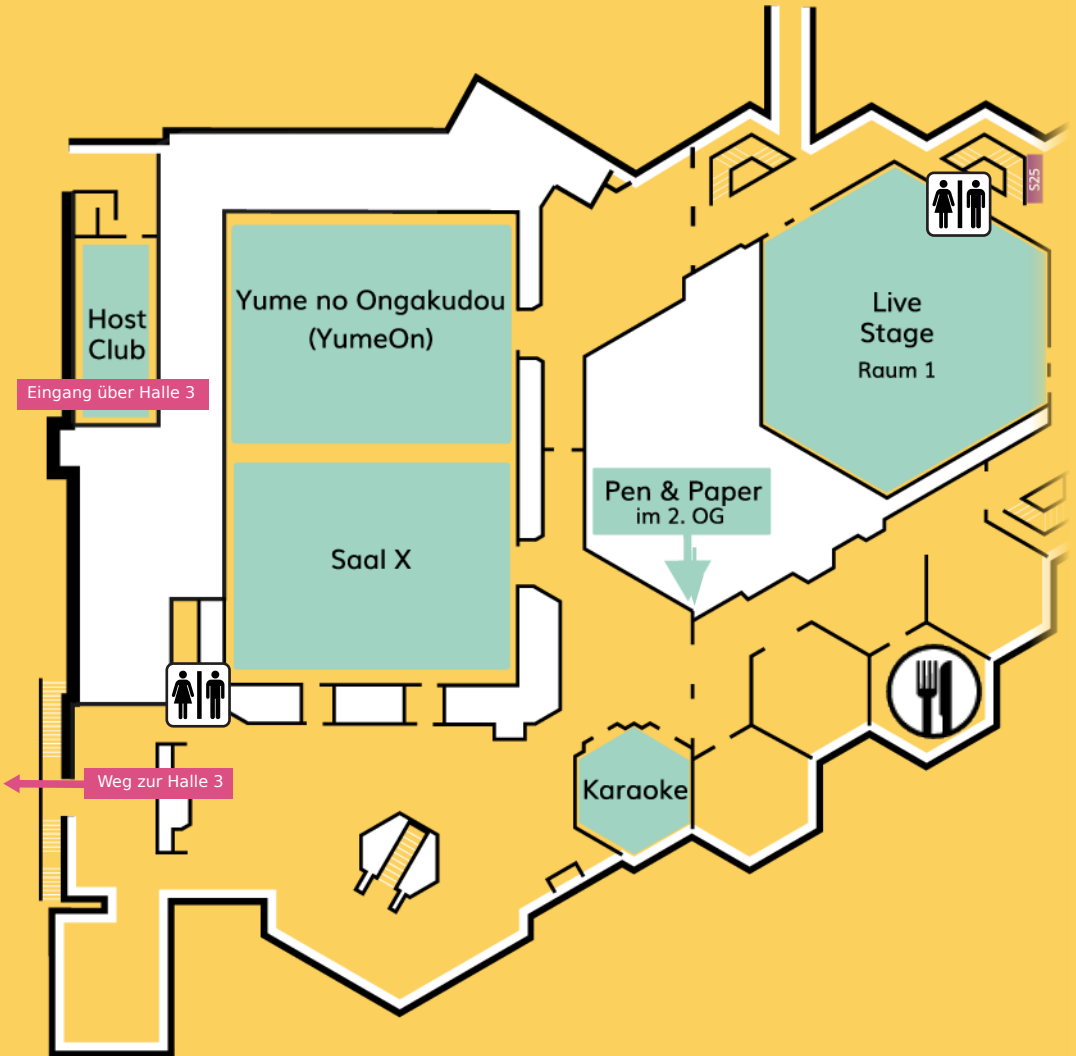 S25
Yume no Ongakudou
(YumeOn)
Live
Stage
Raum 1
Host
Club
Eingang über Halle 3
Pen & Paper
im 2. OG
Saal X
Weg zur Halle 3
Karaoke